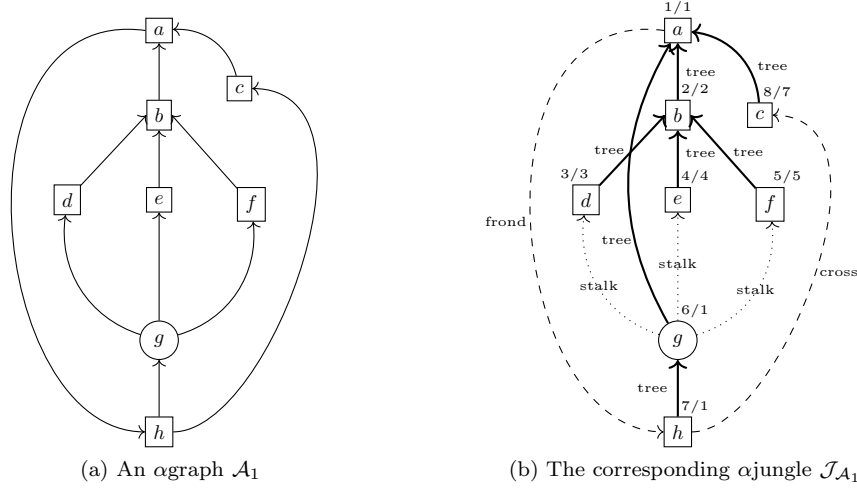 1/1
a
a
c
tree
tree
8/7
2/2
c
b
b
tree
tree
tree
3/3
4/4
5/5
d
e
f
d
e
f
frond
tree
stalk
cross
stalk
stalk
6/1
g
g
tree
7/1
h
h
(a) An αgraph 𝒜₁
(b) The corresponding αjungle 𝒥_𝒜₁